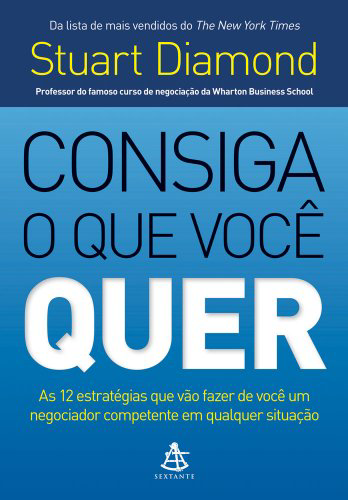 Da lista de mais vendidos do The New York Times
Stuart Diamond
Professor do famoso curso de negociação da Wharton Business School
CONSIGA
O QUE VOCÊ
QUER
As 12 estratégias que vão fazer de você um
negociador competente em qualquer situação
SEXTANTE